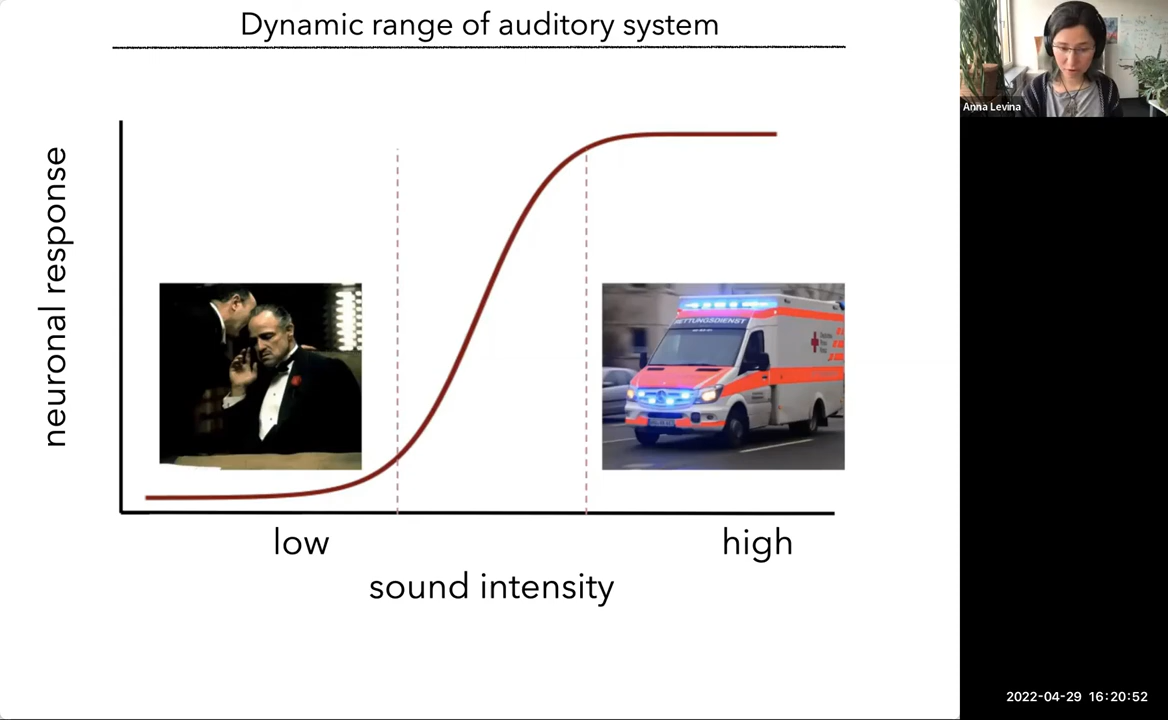 Dynamic range of auditory system
neuronal response
RETTUNGSDIENST
low
high
sound intensity
Anna Levina
2022-04-29 16:20:52